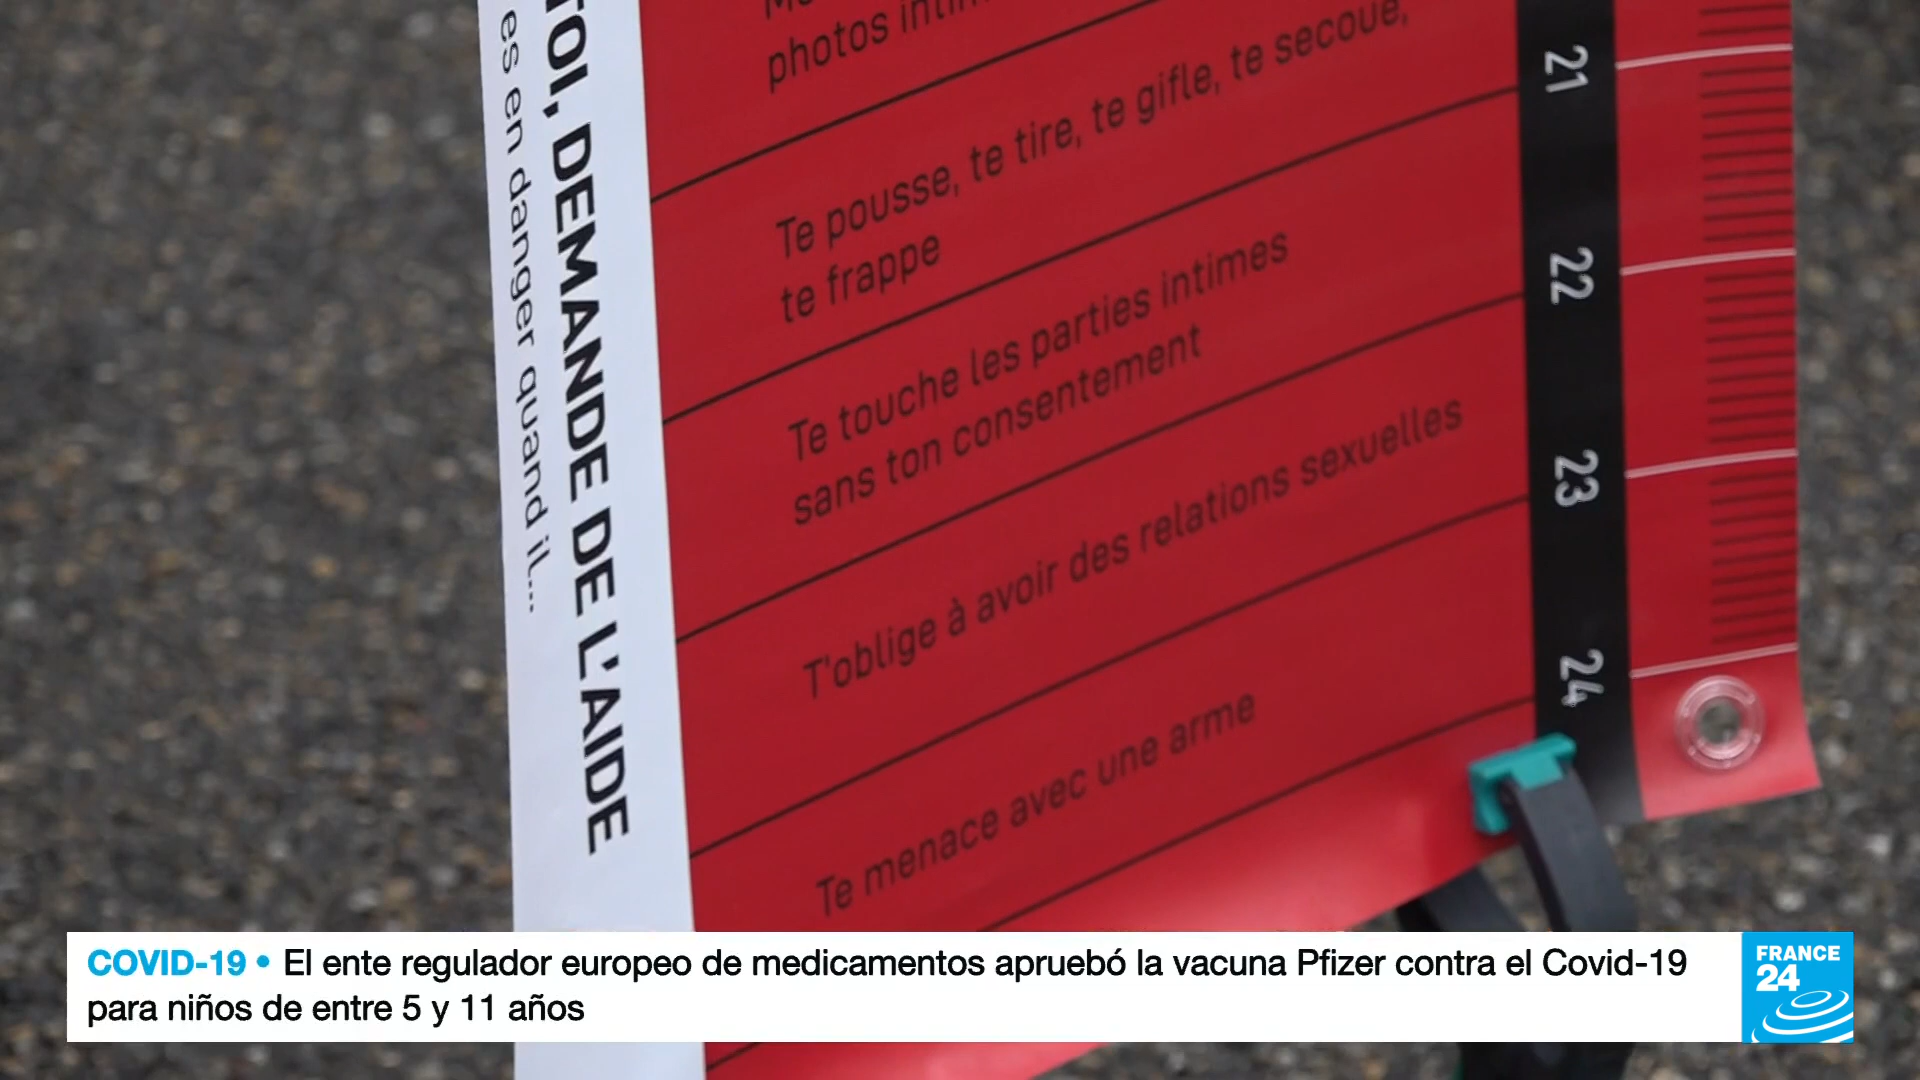 TOI, DEMANDE DE L'AIDE
es en danger quand il...
photos
Te pousse, te tire, te gifle, te secoue,
te frappe
Te touche les parties intimes
sans ton consentement
T'oblige à avoir des relations sexuelles
Te menace avec une arme
21
22
23
24
COVID-19 • El ente regulador europeo de medicamentos apruebó la vacuna Pfizer contra el Covid-19
para niños de entre 5 y 11 años
FRANCE
24